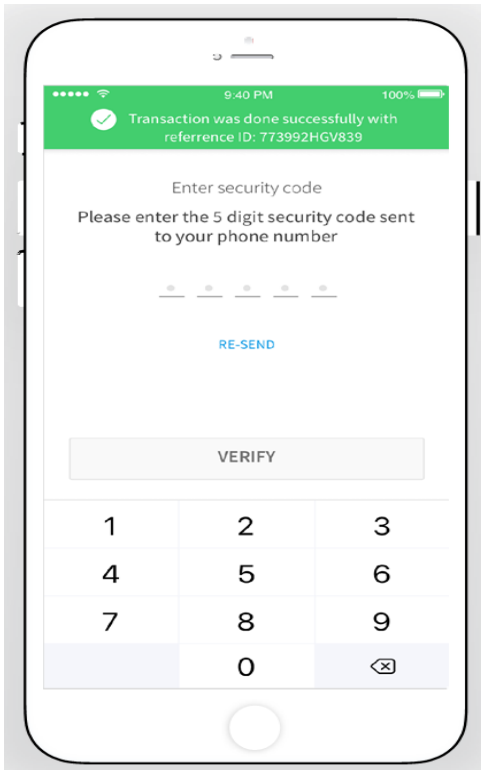 9:40 PM 100%
Transaction was done successfully with
referrence ID: 773992HGV839
Enter security code
Please enter the 5 digit security code sent
to your phone number
RE-SEND
VERIFY
1 2 3
4 5 6
7 8 9
0